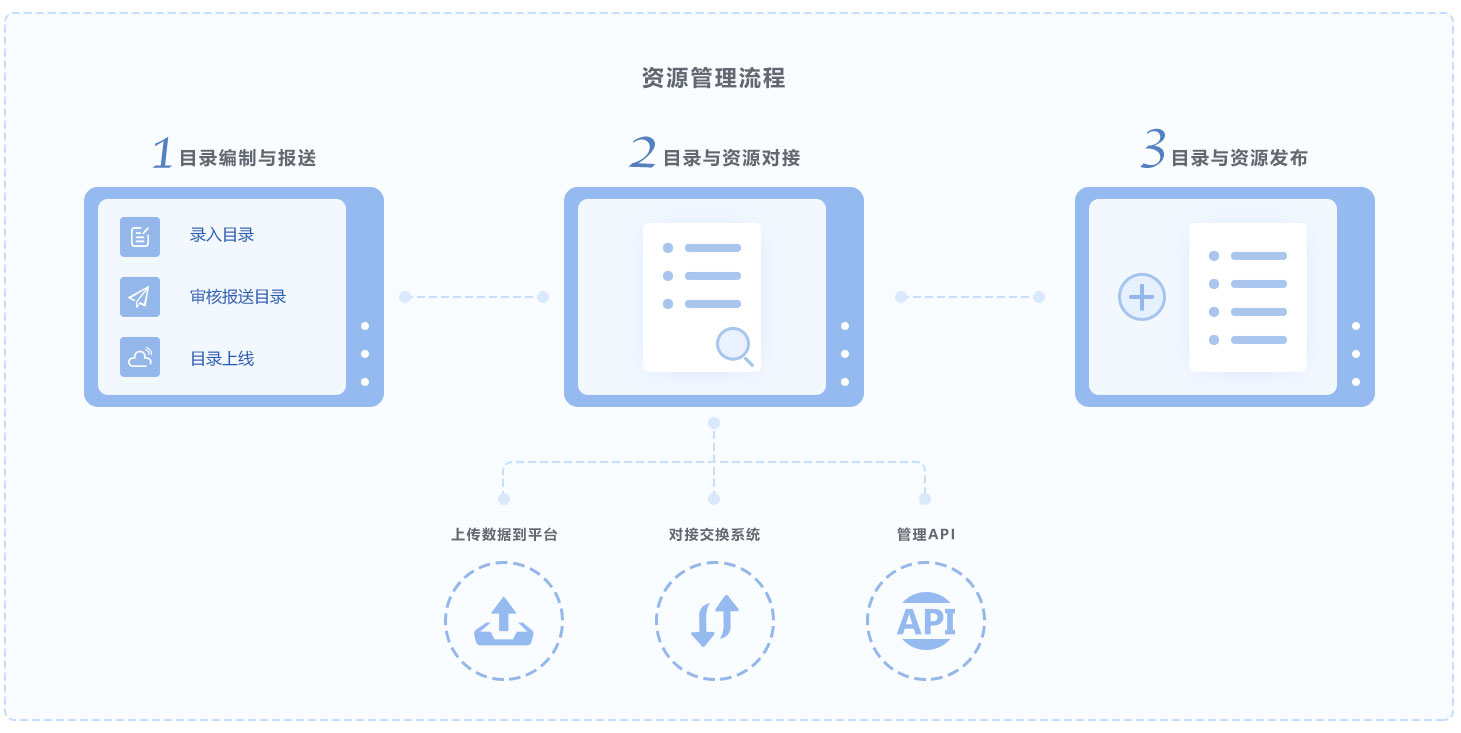 资源管理流程
1 目录编制与报送
2 目录与资源对接
3 目录与资源发布
录入目录
审核报送目录
目录上线
上传数据到平台
对接交换系统
管理API
API